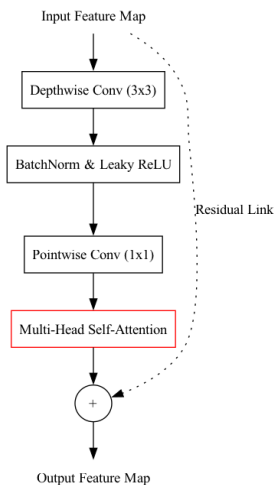 Input Feature Map
Depthwise Conv (3x3)
BatchNorm & Leaky ReLU
Residual Link
Pointwise Conv (1x1)
Multi-Head Self-Attention
+
Output Feature Map